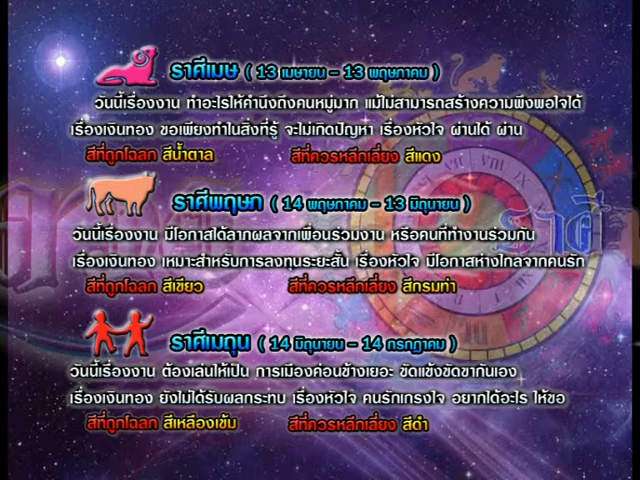 ราศีเมษ ( 13 เมษายน - 13 พฤษภาคม )
วันนี้เรื่องงาน ทำอะไรให้คำนึงถึงคนหมู่มาก แม้ไม่สามารถสร้างความพึงพอใจได้
เรื่องเงินทอง ขอเพียงทำในสิ่งที่รู้ จะไม่เกิดปัญหา เรื่องหัวใจ ผ่านได้ ผ่าน
สีที่ถูกโฉลก สีน้ำตาล สีที่ควรหลีกเลี่ยง สีแดง
ราศีพฤษภ ( 14 พฤษภาคม - 13 มิถุนายน )
วันนี้เรื่องงาน มีโอกาสได้ลาภผลจากเพื่อนร่วมงาน หรือคนที่ทำงานร่วมกัน
เรื่องเงินทอง เหมาะสำหรับการลงทุนระยะสั้น เรื่องหัวใจ มีโอกาสห่างไกลจากคนรัก
สีที่ถูกโฉลก สีเขียว สีที่ควรหลีกเลี่ยง สีกรมท่า
ราศีเมถุน ( 14 มิถุนายน - 14 กรกฎาคม )
วันนี้เรื่องงาน ต้องเล่นให้เป็น การเมืองค่อนข้างเยอะ ขัดแข้งขัดขากันเอง
เรื่องเงินทอง ยังไม่ได้รับผลกระทบ เรื่องหัวใจ คนรักเกรงใจ อยากได้อะไร ให้ขอ
สีที่ถูกโฉลก สีเหลืองเข้ม สีที่ควรหลีกเลี่ยง สีดำ